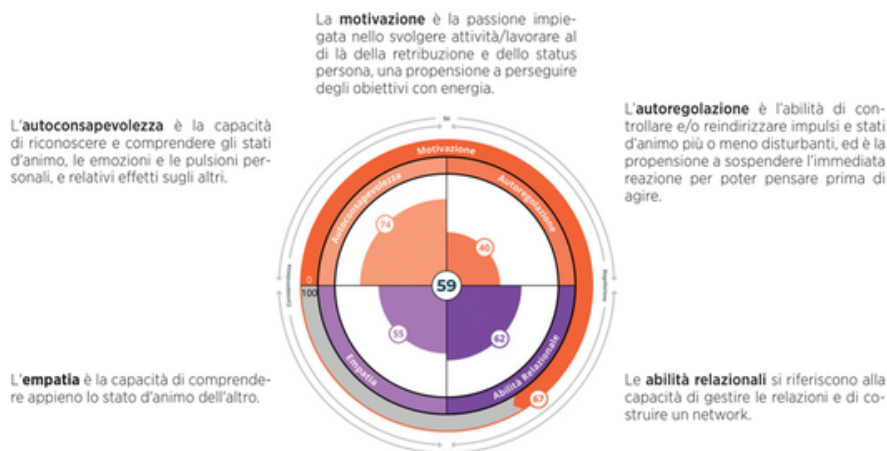 La motivazione è la passione impie-
gata nello svolgere attività/lavorare al
di là della retribuzione e dello status
persona, una propensione a perseguire
degli obiettivi con energia.
L'autoconsapevolezza è la capacità
di riconoscere e comprendere gli stati
d'animo, le emozioni e le pulsioni per-
sonali, e relativi effetti sugli altri.
L'autoregolazione è l'abilità di con-
trollare e/o reindirizzare impulsi e stati
d'animo più o meno disturbanti, ed è la
propensione a sospendere l'immediata
reazione per poter pensare prima di
agire.
Motivazione
Autoconsapevolezza
Autoregolazione
74
40
0
100
59
Regolazione
55
62
Empatia
Abilità Relazionale
67
L'empatia è la capacità di comprende-
re appieno lo stato d'animo dell'altro.
Le abilità relazionali si riferiscono alla
capacità di gestire le relazioni e di co-
struire un network.